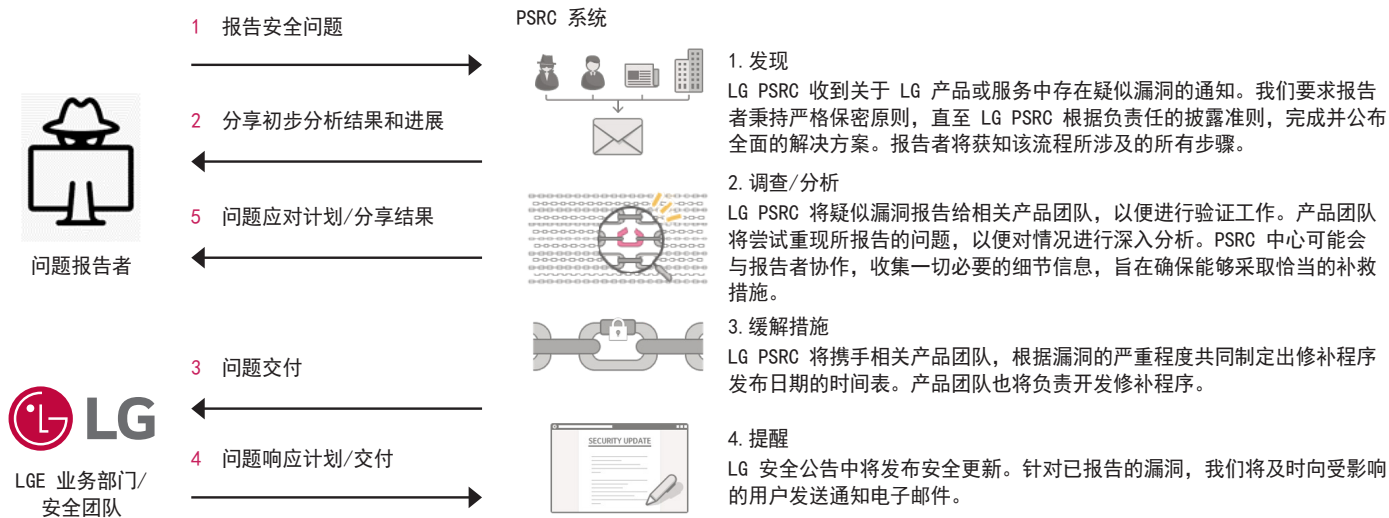 1 报告安全问题
2 分享初步分析结果和进展
5 问题应对计划/分享结果
问题报告者
3 问题交付
4 问题响应计划/交付
LG
LGE 业务部门/
安全团队
PSRC 系统
SECURITY UPDATE
1. 发现
LG PSRC 收到关于 LG 产品或服务中存在疑似漏洞的通知。我们要求报告
者秉持严格保密原则，直至 LG PSRC 根据负责任的披露准则，完成并公布
全面的解决方案。报告者将获知该流程所涉及的所有步骤。
2. 调查/分析
LG PSRC 将疑似漏洞报告给相关产品团队，以便进行验证工作。产品团队
将尝试重现所报告的问题，以便对情况进行深入分析。PSRC 中心可能会
与报告者协作，收集一切必要的细节信息，旨在确保能够采取恰当的补救
措施。
3. 缓解措施
LG PSRC 将携手相关产品团队，根据漏洞的严重程度共同制定出修补程序
发布日期的时间表。产品团队也将负责开发修补程序。
4. 提醒
LG 安全公告中将发布安全更新。针对已报告的漏洞，我们将及时向受影响
的用户发送通知电子邮件。